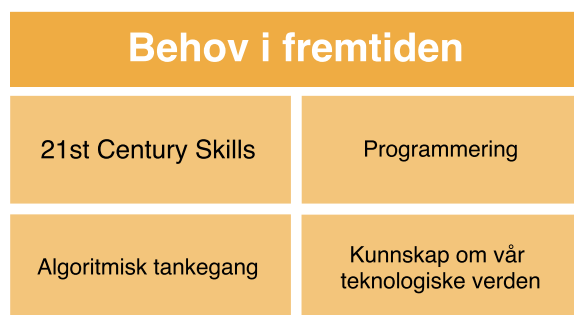 Behov i fremtiden
21st Century Skills
Programmering
Algoritmisk tankegang
Kunnskap om vår
teknologiske verden